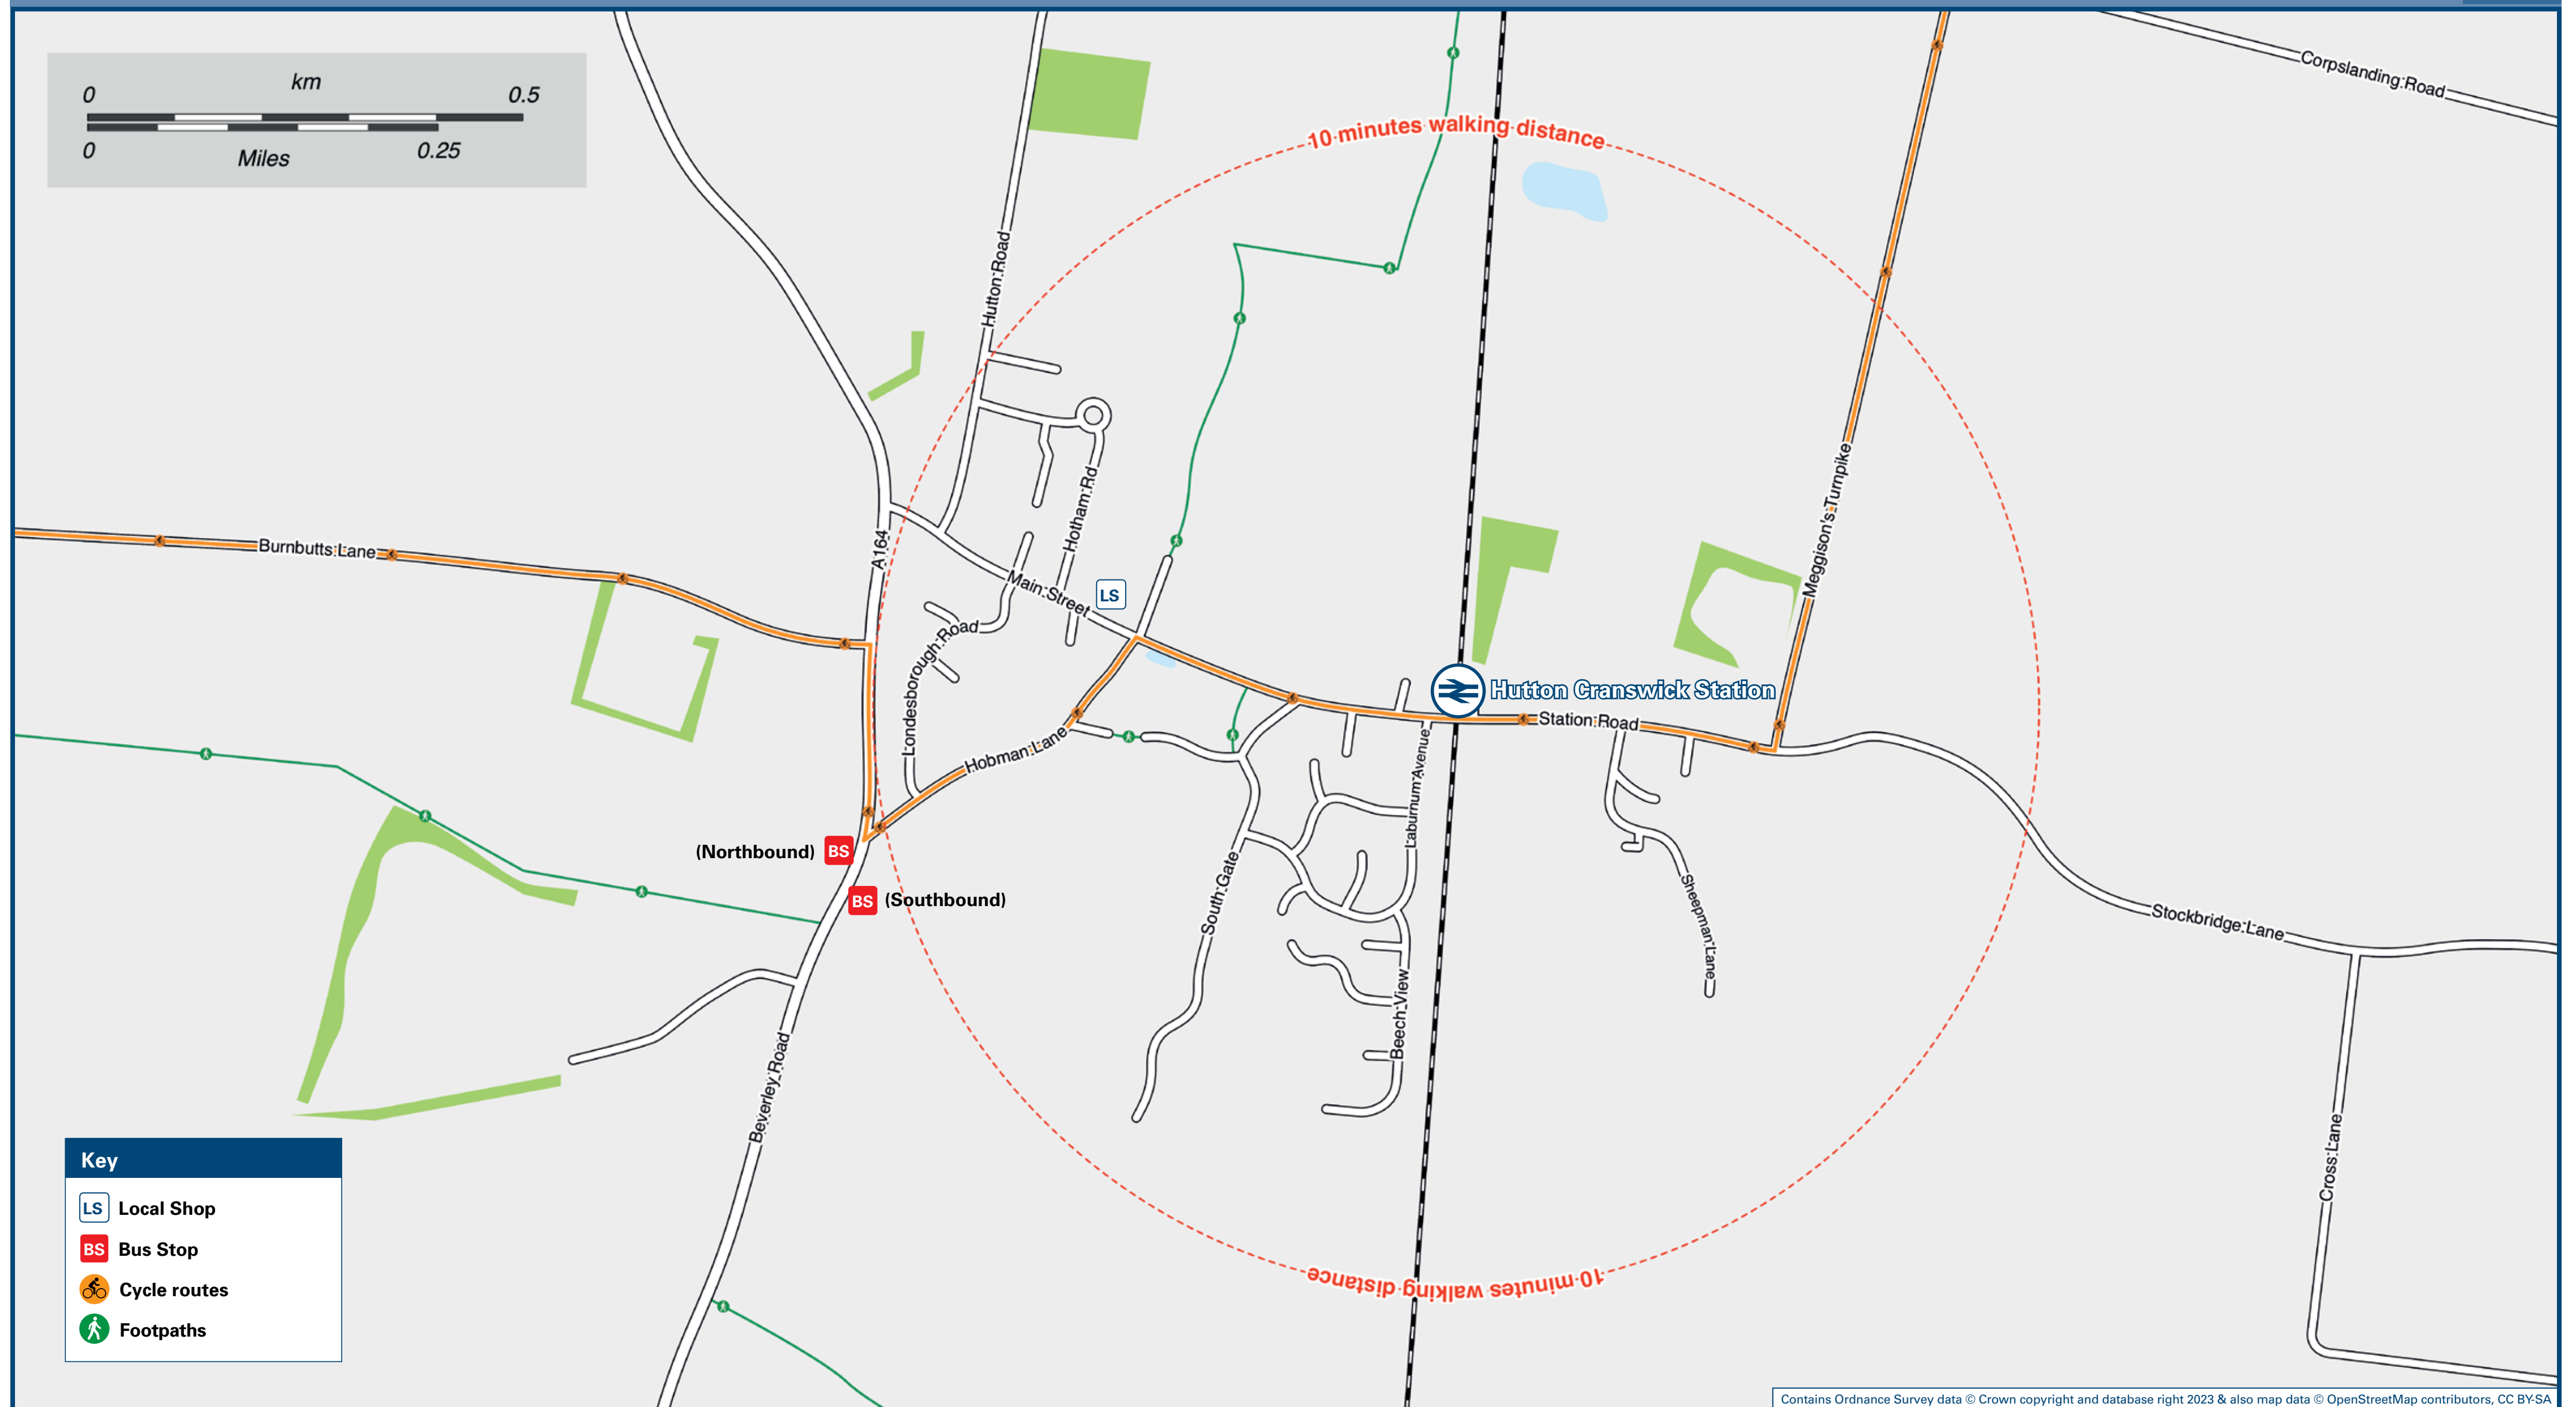 km
0
0.5
0
Miles
0.25
Corpslanding Road
10 minutes walking distance
Hutton Road
Meggison's Turnpike
Hotham Rd
A164
Burnbutts Lane
Main Street
LS
Londesborough Road
Hutton Cranswick Station
Station Road
Hobman Lane
Laburnum Avenue
(Northbound)
BS
BS
(Southbound)
South Gate
Sheepman Lane
Stockbridge Lane
Beech View
Beverley Road
Cross Lane
10 minutes walking distance
Key
LS Local Shop
BS Bus Stop
Cycle routes
Footpaths
Contains Ordnance Survey data © Crown copyright and database right 2023 & also map data © OpenStreetMap contributors, CC BY-SA